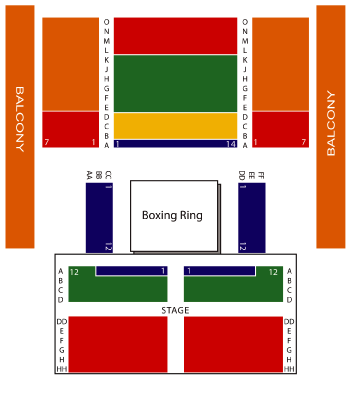 BALCONY
O O
N N
M M
L L
K K
J J
H H
G G
F F
E E
D D
C C
B B
7 1 A 1 14 A 1 7
BALCONY
AA BB CC 1 12
Boxing Ring
DD EE FF 1 12
A 12 1 1 12 A
B B
C C
D D
STAGE
DD DD
E E
F F
G G
HH HH